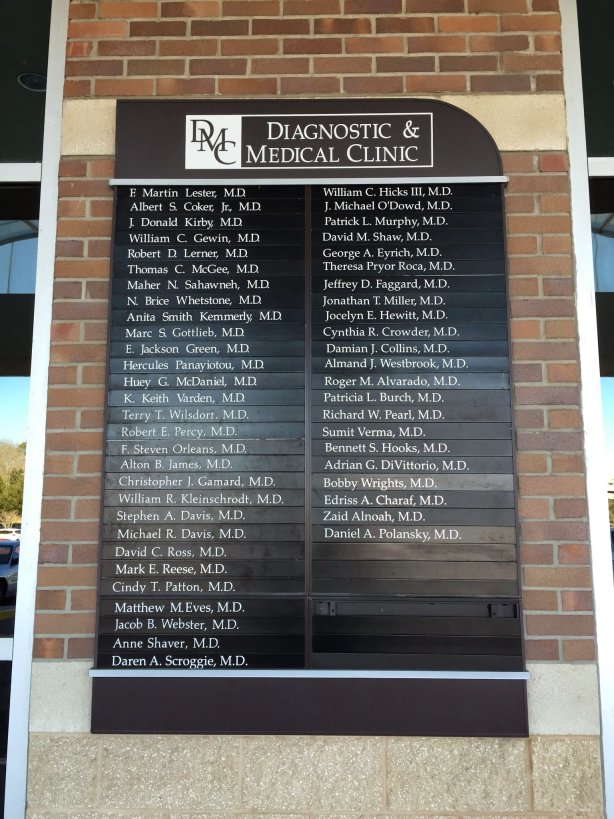 DMC
DIAGNOSTIC &
MEDICAL CLINIC
F. Martin Lester, M.D.
Albert S. Coker, Jr., M.D.
J. Donald Kirby, M.D.
William C. Gewin, M.D.
Robert D. Lerner, M.D.
Thomas C. McGee, M.D.
Maher N. Sahawneh, M.D.
N. Brice Whetstone, M.D.
Anita Smith Kemmerly, M.D.
Marc S. Gottlieb, M.D.
E. Jackson Green, M.D.
Hercules Panayiotou, M.D.
Huey G. McDaniel, M.D.
K. Keith Varden, M.D.
Terry T. Wilsdorf, M.D.
Robert E. Percy, M.D.
F. Steven Orleans, M.D.
Alton B. James, M.D.
Christopher J. Gamard, M.D.
William R. Kleinschrodt, M.D.
Stephen A. Davis, M.D.
Michael R. Davis, M.D.
David C. Ross, M.D.
Mark E. Reese, M.D.
Cindy T. Patton, M.D.
Matthew M.Eves, M.D.
Jacob B. Webster, M.D.
Anne Shaver, M.D.
Daren A. Scroggie, M.D.
William C. Hicks III, M.D.
J. Michael O'Dowd, M.D.
Patrick L. Murphy, M.D.
David M. Shaw, M.D.
George A. Eyrich, M.D.
Theresa Pryor Roca, M.D.
Jeffrey D. Faggard, M.D.
Jonathan T. Miller, M.D.
Jocelyn E. Hewitt, M.D.
Cynthia R. Crowder, M.D.
Damian J. Collins, M.D.
Almand J. Westbrook, M.D.
Roger M. Alvarado, M.D.
Patricia L. Burch, M.D.
Richard W. Pearl, M.D.
Sumit Verma, M.D.
Bennett S. Hooks, M.D.
Adrian G. DiVittorio, M.D.
Bobby Wrights, M.D.
Edriss A. Charaf, M.D.
Zaid Alnoah, M.D.
Daniel A. Polansky, M.D.